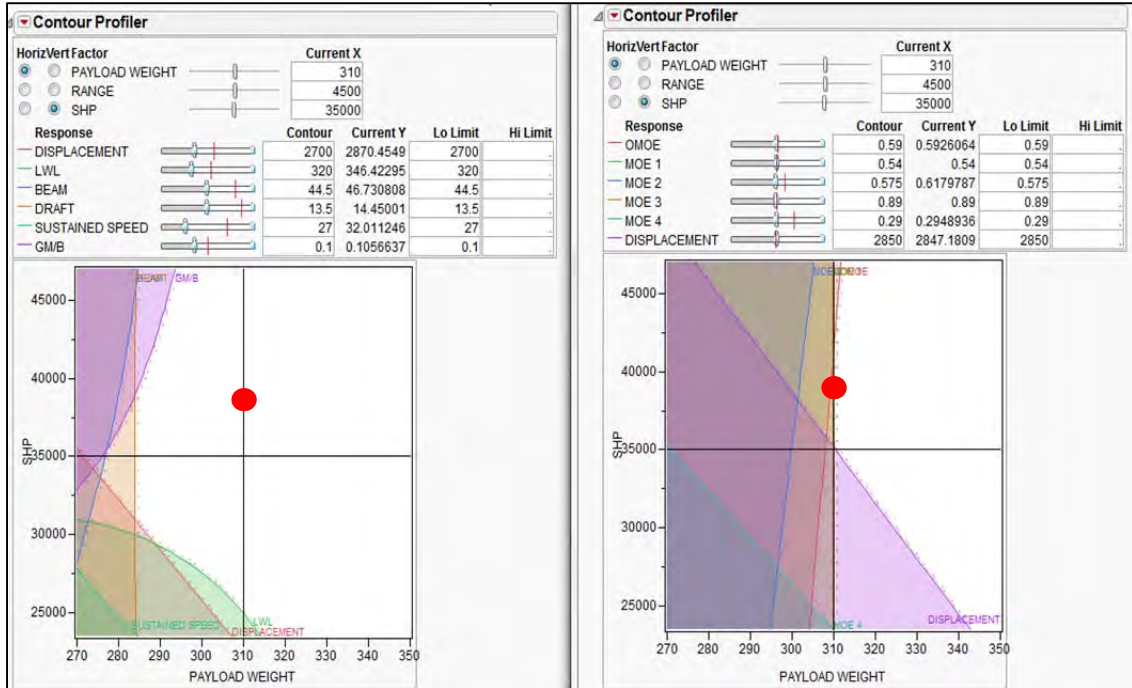 Contour Profiler
HorizVert Factor Current X
PAYLOAD WEIGHT 310
RANGE 4500
SHP 35000
Response Contour Current Y Lo Limit Hi Limit
DISPLACEMENT 2700 2870.4549 2700 .
LWL 320 346.42295 320 .
BEAM 44.5 46.730808 44.5 .
DRAFT 13.5 14.45001 13.5 .
SUSTAINED SPEED 27 32.011246 27 .
GM/B 0.1 0.1056637 0.1 .
GM/B
45000
40000
SHP
35000
30000
25000
SUSTAINED SPEED
LWL
DISPLACEMENT
270 280 290 300 310 320 330 340 350
PAYLOAD WEIGHT
Contour Profiler
HorizVert Factor Current X
PAYLOAD WEIGHT 310
RANGE 4500
SHP 35000
Response Contour Current Y Lo Limit Hi Limit
OMOE 0.59 0.5926064 0.59 .
MOE 1 0.54 0.54 0.54 .
MOE 2 0.575 0.6179787 0.575 .
MOE 3 0.89 0.89 0.89 .
MOE 4 0.29 0.2948936 0.29 .
DISPLACEMENT 2850 2847.1809 2850 .
45000
40000
SHP
35000
30000
25000
DISPLACEMENT
MOE 4
270 280 290 300 310 320 330 340 350
PAYLOAD WEIGHT